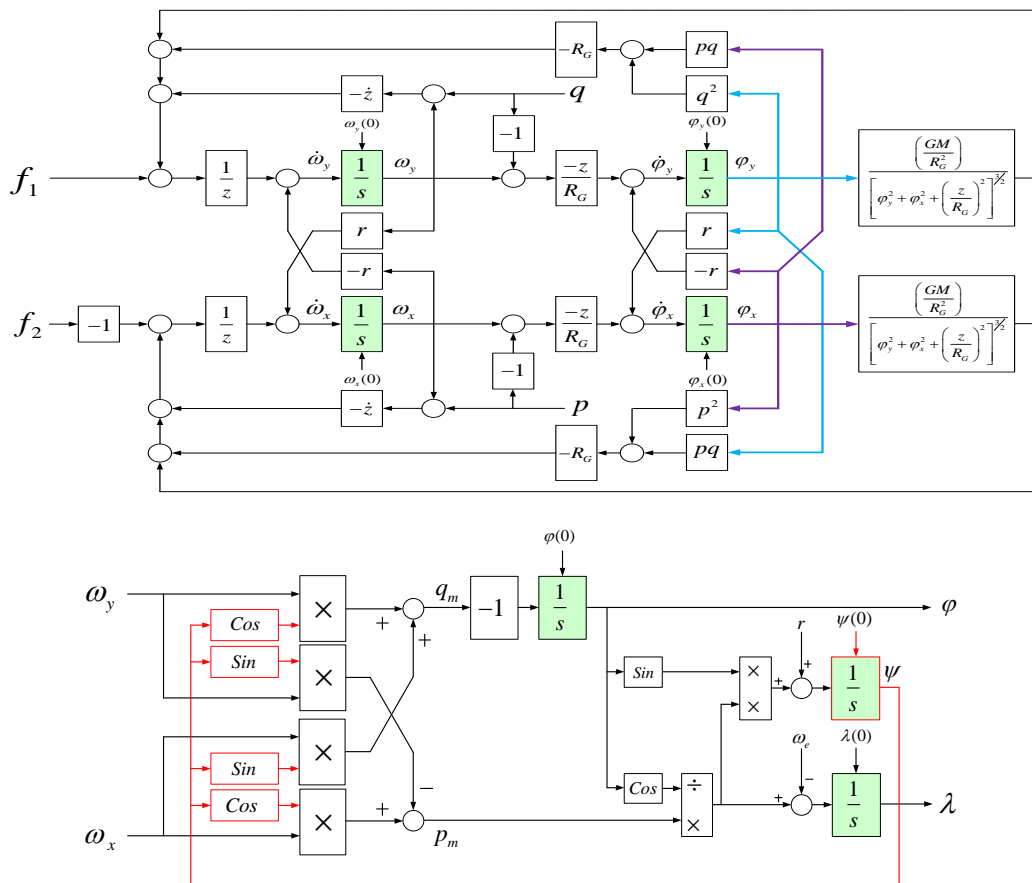 −R_G
pq
q²
−ż
q
ω_y(0)
φ_y(0)
−1
f₁
1/z
ω̇_y
1/s
ω_y
−z/R_G
φ̇_y
1/s
φ_y
(GM/R_G²) / [φ_y² + φ_x² + (z/R_G)²]^{3/2}
r
r
−r
−r
f₂
−1
1/z
ω̇_x
1/s
ω_x
−z/R_G
φ̇_x
1/s
φ_x
(GM/R_G²) / [φ_y² + φ_x² + (z/R_G)²]^{3/2}
−1
ω_x(0)
φ_x(0)
−ż
p
p²
−R_G
pq
φ(0)
ω_y
×
q_m
−1
1/s
φ
Cos
+
+
r
ψ(0)
Sin
×
Sin
×
×
+
+
1/s
ψ
×
ω_e
λ(0)
Sin
−
−
Cos
Cos
÷
×
+
1/s
λ
×
+
ω_x
p_m